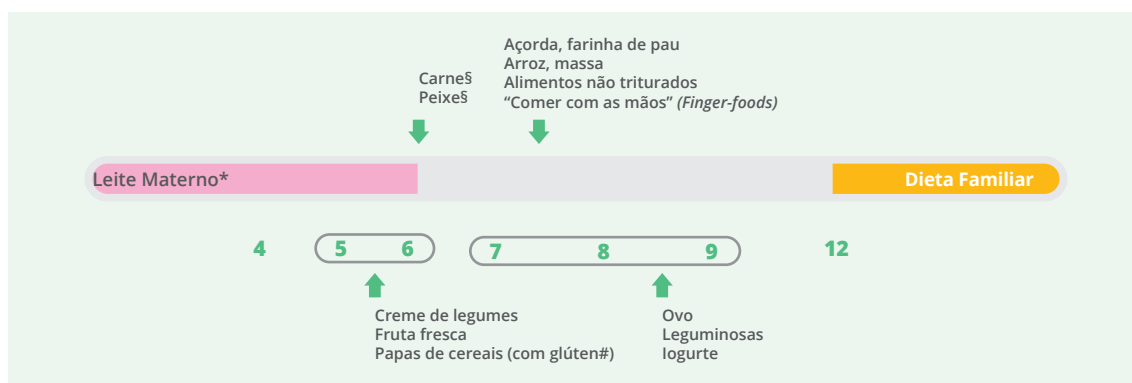 Carne§
Peixe§
Açorda, farinha de pau
Arroz, massa
Alimentos não triturados
“Comer com as mãos” (Finger-foods)
Leite Materno*
Dieta Familiar
4 5 6 7 8 9 12
Creme de legumes
Fruta fresca
Papas de cereais (com glúten#)
Ovo
Leguminosas
Iogurte